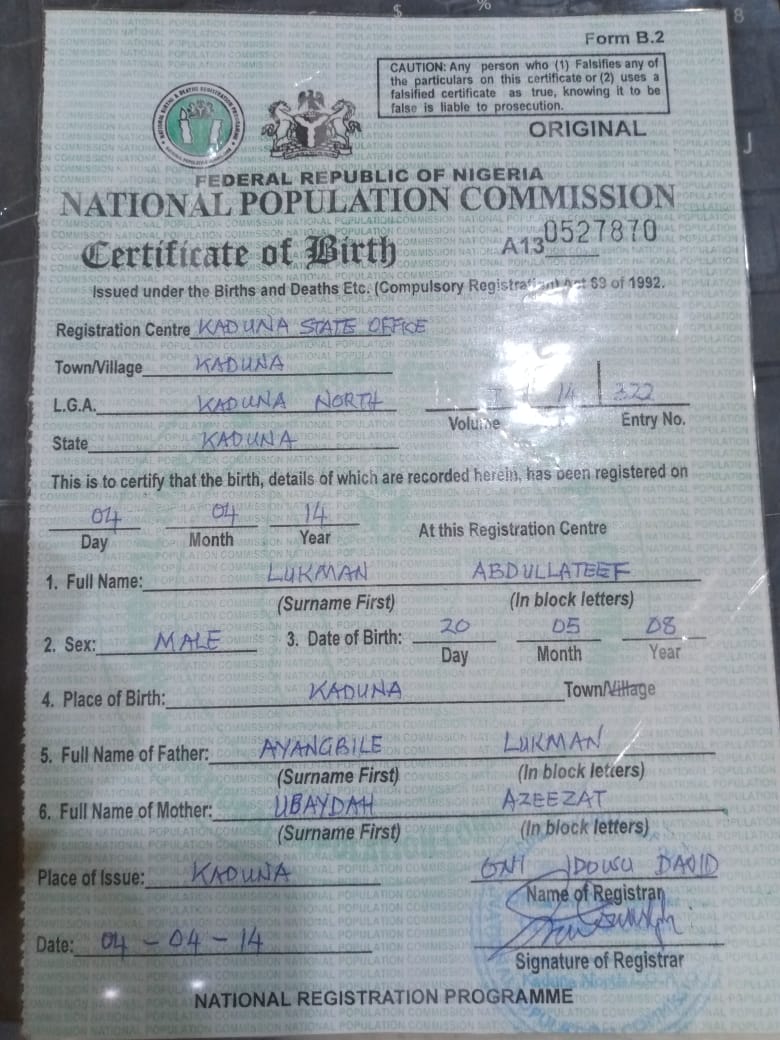 Form B.2
CAUTION: Any person who (1) Falsifies any of
the particulars on this certificate or (2) uses a
falsified certificate as true, knowing it to be
false is liable to prosecution.
ORIGINAL
FEDERAL REPUBLIC OF NIGERIA
NATIONAL POPULATION COMMISSION
Certificate of Birth
A13 0527870
Issued under the Births and Deaths Etc. (Compulsory Registration) Act 69 of 1992.
Registration Centre KADUNA STATE OFFICE
Town/Village KADUNA
L.G.A. KADUNA NORTH 14 322
Volume Entry No.
State KADUNA
This is to certify that the birth, details of which are recorded herein, has been registered on
04 04 14
Day Month Year At this Registration Centre
1. Full Name: LUKMAN ABDULLATEEF
(Surname First) (In block letters)
2. Sex: MALE 3. Date of Birth: 20 05 08
Day Month Year
4. Place of Birth: KADUNA Town/Village
5. Full Name of Father: AYANGBILE LUKMAN
(Surname First) (In block letters)
6. Full Name of Mother: UBAYDAH AZEEZAT
(Surname First) (In block letters)
Place of Issue: KADUNA ONI IDOWU DAVID
Name of Registrar
Date: 04 - 04 - 14
Signature of Registrar
NATIONAL REGISTRATION PROGRAMME